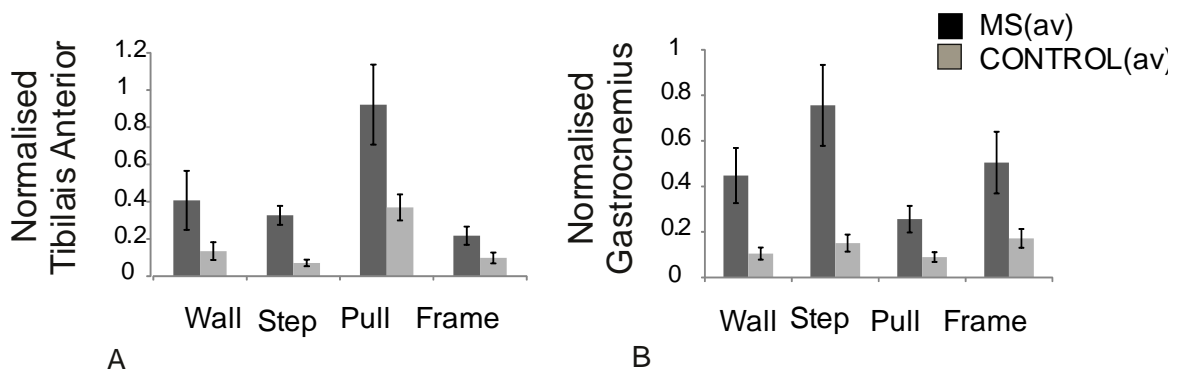 MS(av)
CONTROL(av)
Normalised
Tibilais Anterior
1.2
1
0.8
0.6
0.4
0.2
0
Wall Step Pull Frame
A
Normalised
Gastrocnemius
1
0.8
0.6
0.4
0.2
0
Wall Step Pull Frame
B